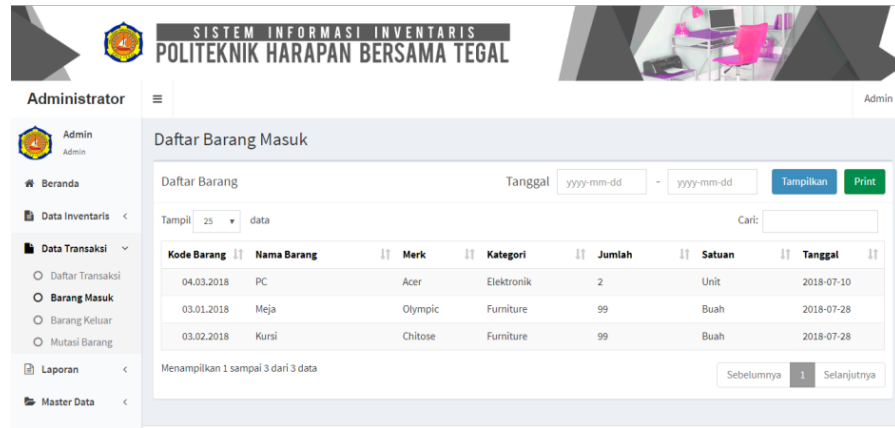 SISTEM INFORMASI INVENTARIS
POLITEKNIK HARAPAN BERSAMA TEGAL
Administrator
Admin
Admin
Admin
Beranda
Data Inventaris
Data Transaksi
Daftar Transaksi
Barang Masuk
Barang Keluar
Mutasi Barang
Laporan
Master Data
Daftar Barang Masuk
Daftar Barang Tanggal yyyy-mm-dd - yyyy-mm-dd Tampilkan Print
Tampil 25 data Cari:
Kode Barang Nama Barang Merk Kategori Jumlah Satuan Tanggal
04.03.2018 PC Acer Elektronik 2 Unit 2018-07-10
03.01.2018 Meja Olympic Furniture 99 Buah 2018-07-28
03.02.2018 Kursi Chitose Furniture 99 Buah 2018-07-28
Menampilkan 1 sampai 3 dari 3 data
Sebelumnya 1 Selanjutnya